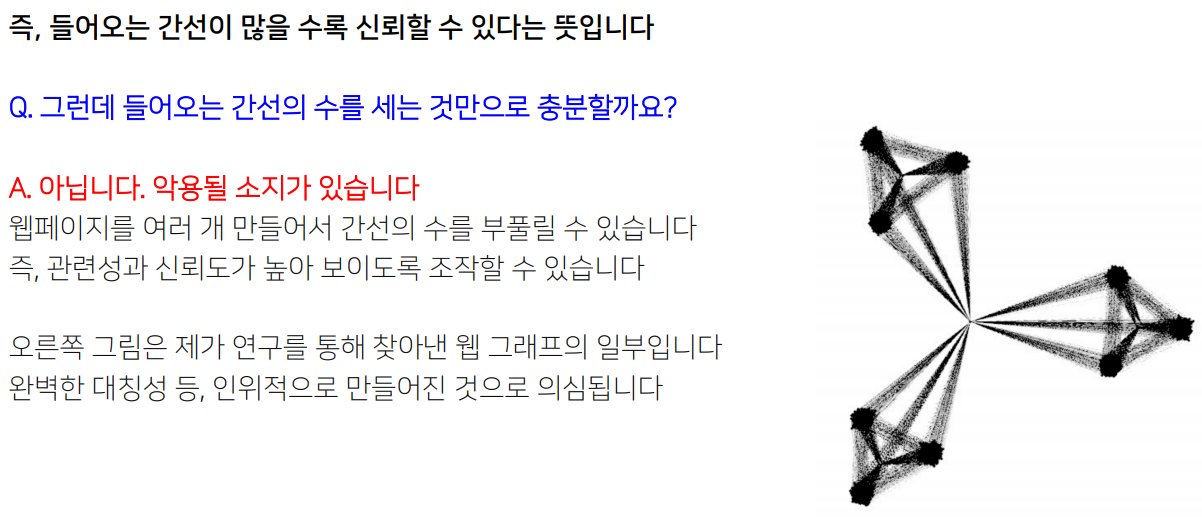 즉, 들어오는 간선이 많을 수록 신뢰할 수 있다는 뜻입니다
Q. 그런데 들어오는 간선의 수를 세는 것만으로 충분할까요?
A. 아닙니다. 악용될 소지가 있습니다
웹페이지를 여러 개 만들어서 간선의 수를 부풀릴 수 있습니다
즉, 관련성과 신뢰도가 높아 보이도록 조작할 수 있습니다
오른쪽 그림은 제가 연구를 통해 찾아낸 웹 그래프의 일부입니다
완벽한 대칭성 등, 인위적으로 만들어진 것으로 의심됩니다